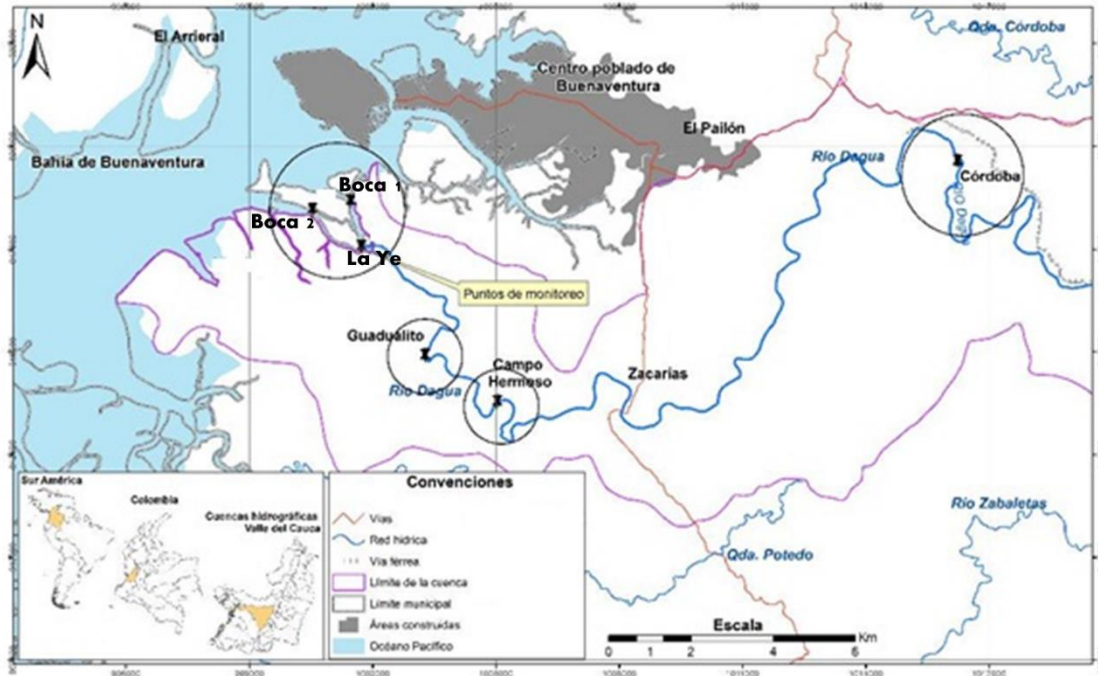 N
El Arrieral
Qda. Córdoba
Centro poblado de
Buenaventura
El Pailón
Bahía de Buenaventura
Río Dagua
Córdoba
Boca 1
Boca 2
La Ye
Puntos de monitoreo
Guadualito
Campo
Hermoso
Río Dagua
Zacarías
Sur América
Colombia
Cuencas hidrográficas
Valle del Cauca
Convenciones
Vías
Red hídrica
Vía férrea
Límite de la cuenca
Límite municipal
Áreas construidas
Océano Pacífico
Río Zabaletas
Qda. Potedo
Escala
Km
0 1 2 4 6